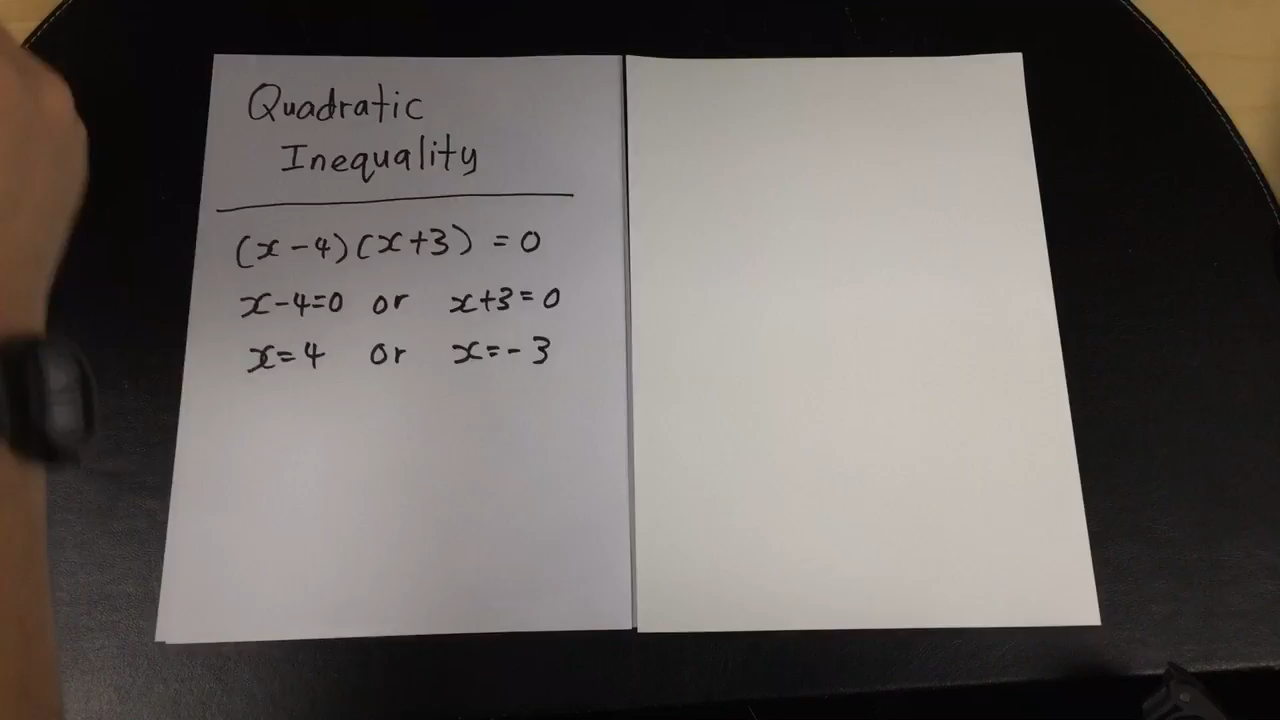 Quadratic
Inequality
(x-4)(x+3) = 0
x-4=0 or x+3=0
x=4 or x=-3